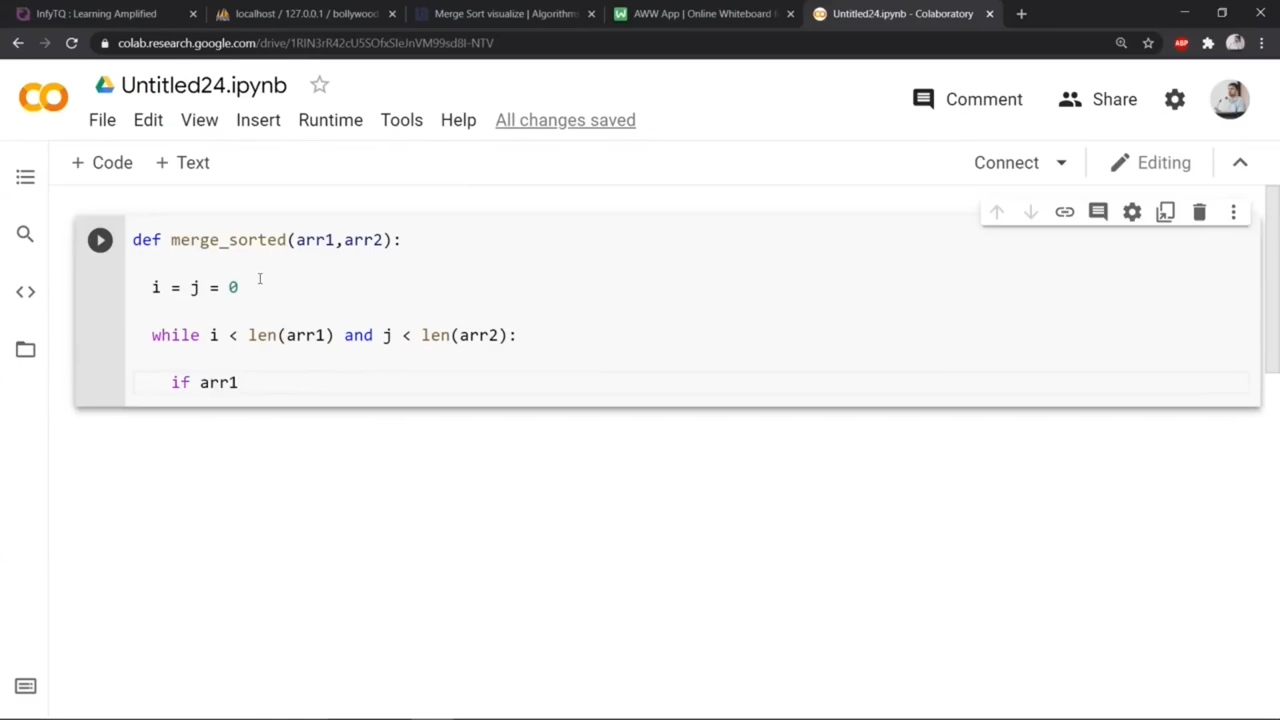 InfyTQ : Learning Amplified
localhost / 127.0.0.1 / bollywood
Merge Sort visualize | Algorithms
AWW App | Online Whiteboard
Untitled24.ipynb - Colaboratory
colab.research.google.com/drive/1RIN3rR42cU5SOfxSleJnVM99sd8I-NTV
ABP
Untitled24.ipynb
File Edit View Insert Runtime Tools Help All changes saved
Comment Share
+ Code + Text
Connect Editing
def merge_sorted(arr1,arr2):
i = j = 0
while i < len(arr1) and j < len(arr2):
if arr1